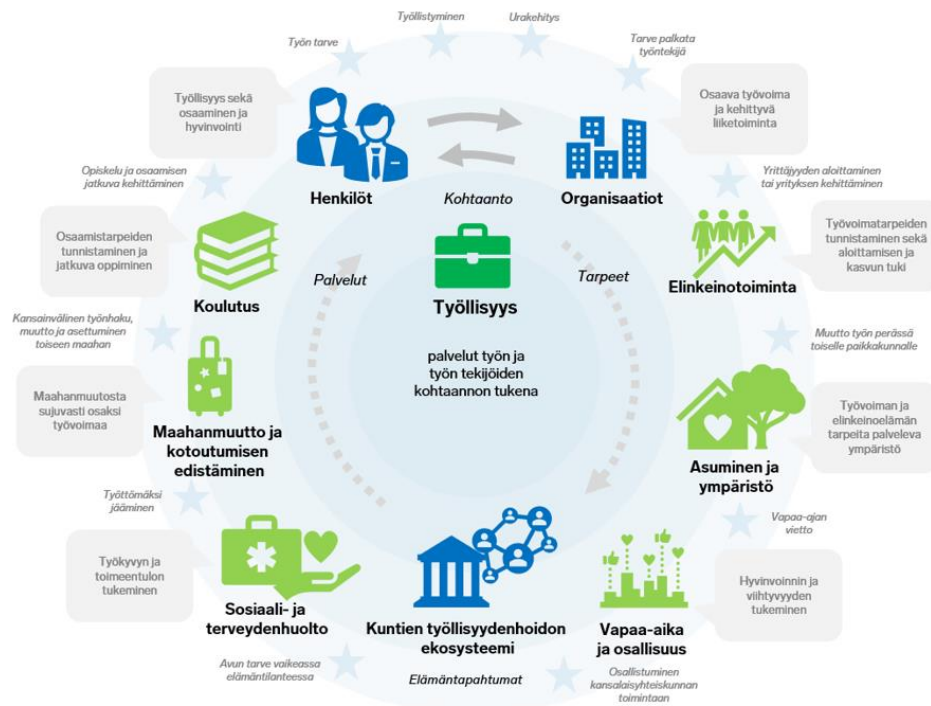 Työllistyminen
Urakehitys
Työn tarve
Tarve palkata
työntekijä
Työllisyys sekä
osaaminen ja
hyvinvointi
Osaava työvoima
ja kehittyvä
liiketoiminta
Opiskelu ja osaamisen
jatkuva kehittäminen
Henkilöt
Kohtaanto
Organisaatiot
Yrittäjyyden aloittaminen
tai yrityksen kehittäminen
Osaamistarpeiden
tunnistaminen ja
jatkuva oppiminen
Koulutus
Palvelut
Työllisyys
Tarpeet
Elinkeinotoiminta
Työvoimatarpeiden
tunnistaminen sekä
aloittamisen ja
kasvun tuki
Kansainvälinen työnhaku,
muutto ja asettuminen
toiseen maahan
palvelut työn ja
työn tekijöiden
kohtaannon tukena
Muutto työn perässä
toiselle paikkakunnalle
Maahanmuutosta
sujuvasti osaksi
työvoimaa
Maahanmuutto ja
kotoutumisen
edistäminen
Asuminen ja
ympäristö
Työvoiman ja
elinkeinoelämän
tarpeita palveleva
ympäristö
Työttömäksi
jääminen
Vapaa-ajan
vietto
Työkyvyn ja
toimeentulon
tukeminen
Sosiaali- ja
terveydenhuolto
Kuntien työllisyydenhoidon
ekosysteemi
Vapaa-aika
ja osallisuus
Hyvinvoinnin ja
viihtyvyyden
tukeminen
Avun tarve vaikeassa
elämäntilanteessa
Elämäntapahtumat
Osallistuminen
kansalaisyhteiskunnan
toimintaan